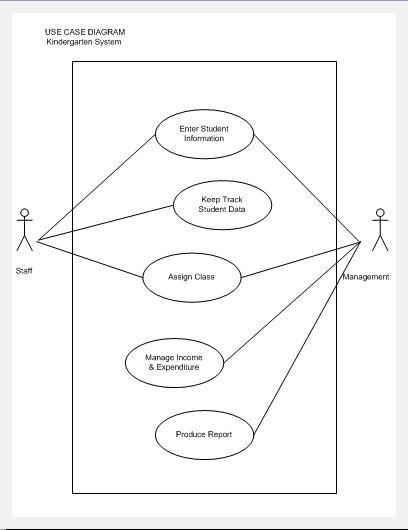 USE CASE DIAGRAM
Kindergarten System
Enter Student
Information
Keep Track
Student Data
Staff
Assign Class
Management
Manage Income
& Expenditure
Produce Report